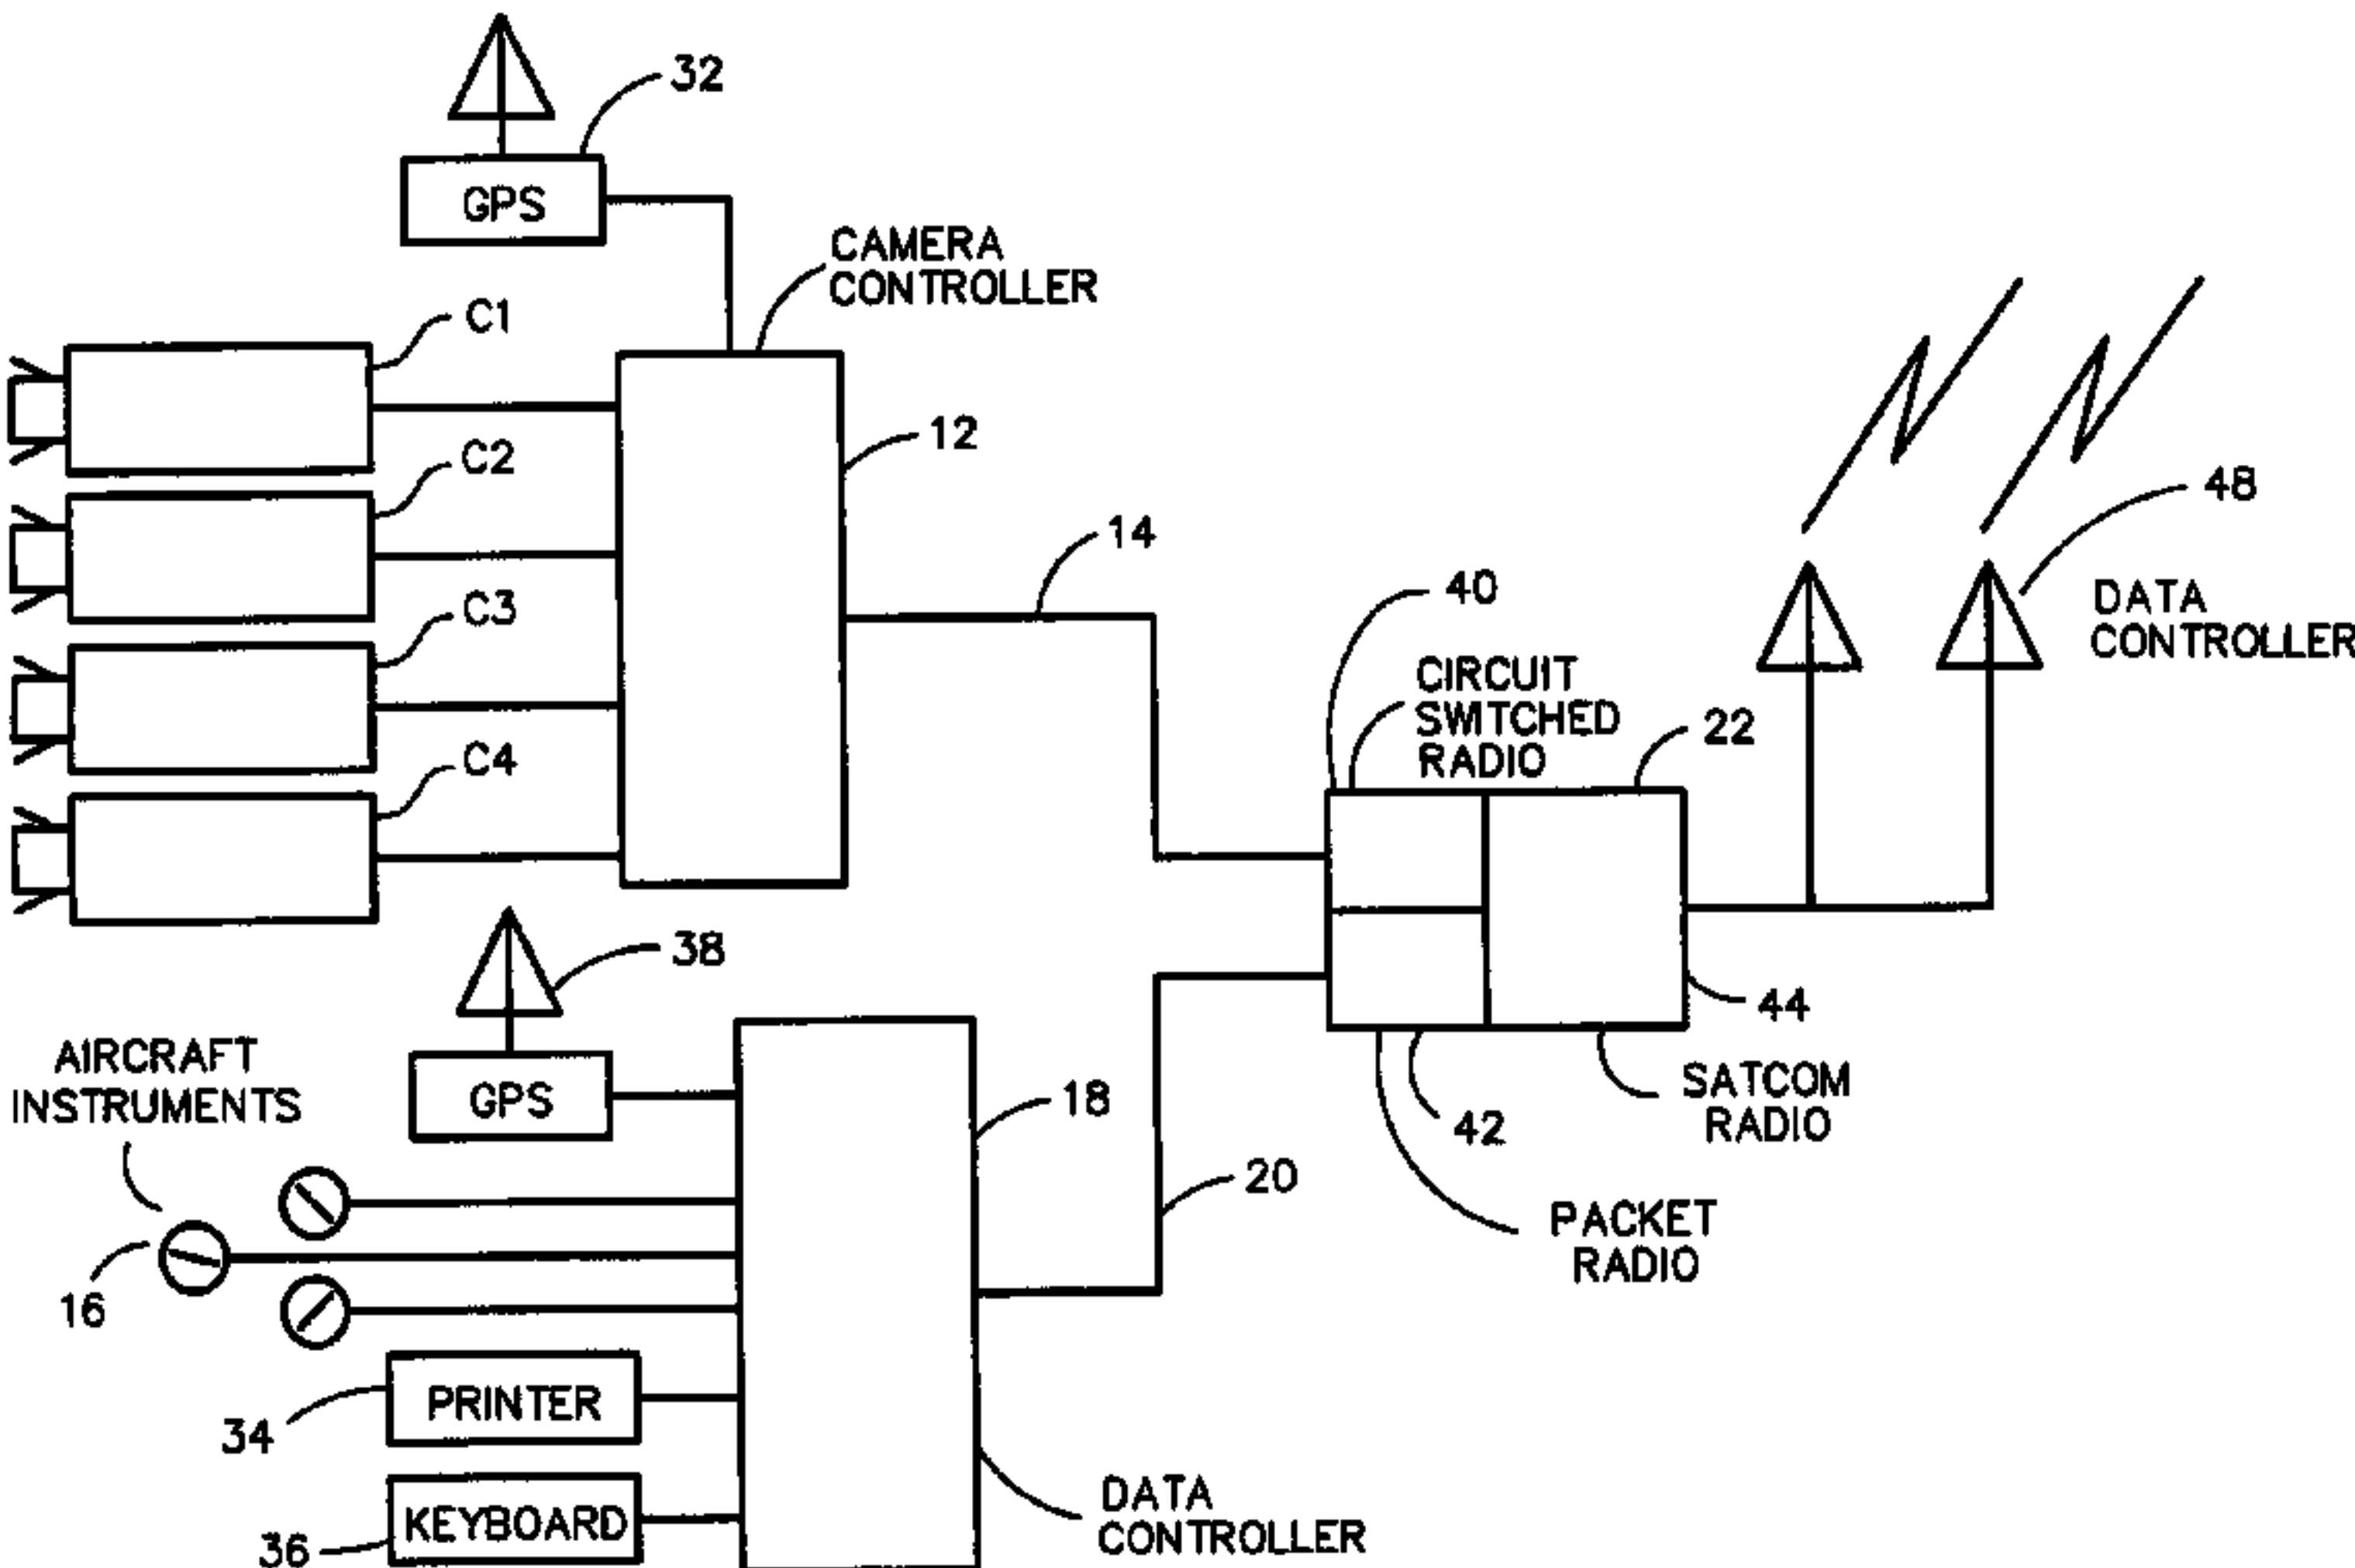 32
GPS
CAMERA
CONTROLLER
C1
12
C2
48
14
C3
40
DATA
CONTROLLER
CIRCUIT
SWITCHED
RADIO
22
C4
38
44
AIRCRAFT
INSTRUMENTS
GPS
18
42
SATCOM
RADIO
20
PACKET
RADIO
16
PRINTER
34
KEYBOARD
36
DATA
CONTROLLER